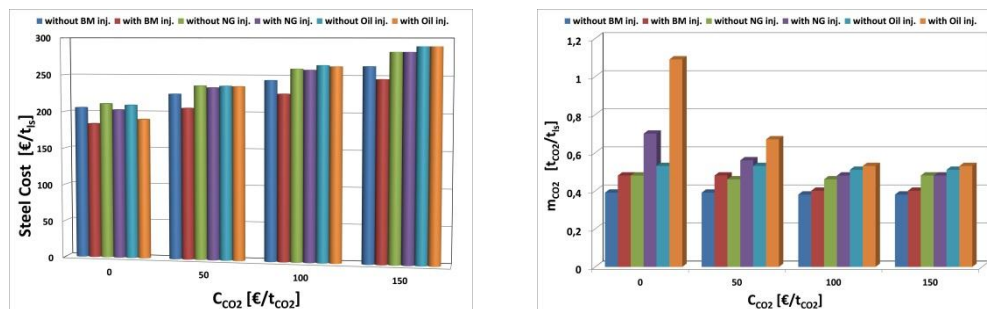 without BM inj. with BM inj. without NG inj. with NG inj. without Oil inj. with Oil inj.
300
250
200
150
100
50
0
Steel Cost [€/tls]
0 50 100 150
CCO2 [€/tCO2]
without BM inj. with BM inj. without NG inj. with NG inj. without Oil inj. with Oil inj.
1,2
1
0,8
0,6
0,4
0,2
0
mCO2 [tCO2/tls]
0 50 100 150
CCO2 [€/tCO2]